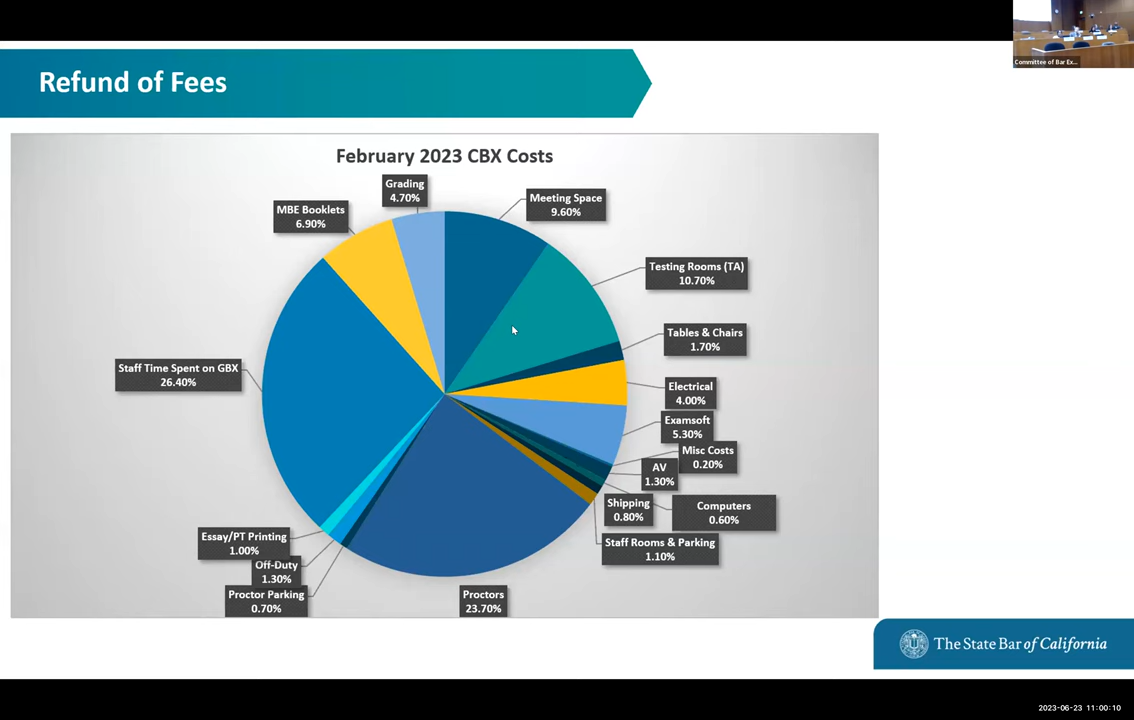 Committee of Bar Ex...
Refund of Fees
February 2023 CBX Costs
Grading
4.70%
MBE Booklets
6.90%
Meeting Space
9.60%
Testing Rooms (TA)
10.70%
Tables & Chairs
1.70%
Electrical
4.00%
Examsoft
5.30%
Misc Costs
0.20%
AV
1.30%
Computers
0.60%
Shipping
0.80%
Staff Rooms & Parking
1.10%
Proctors
23.70%
Proctor Parking
0.70%
Off-Duty
1.30%
Essay/PT Printing
1.00%
Staff Time Spent on GBX
26.40%
The State Bar of California
2023-06-23 11:00:10